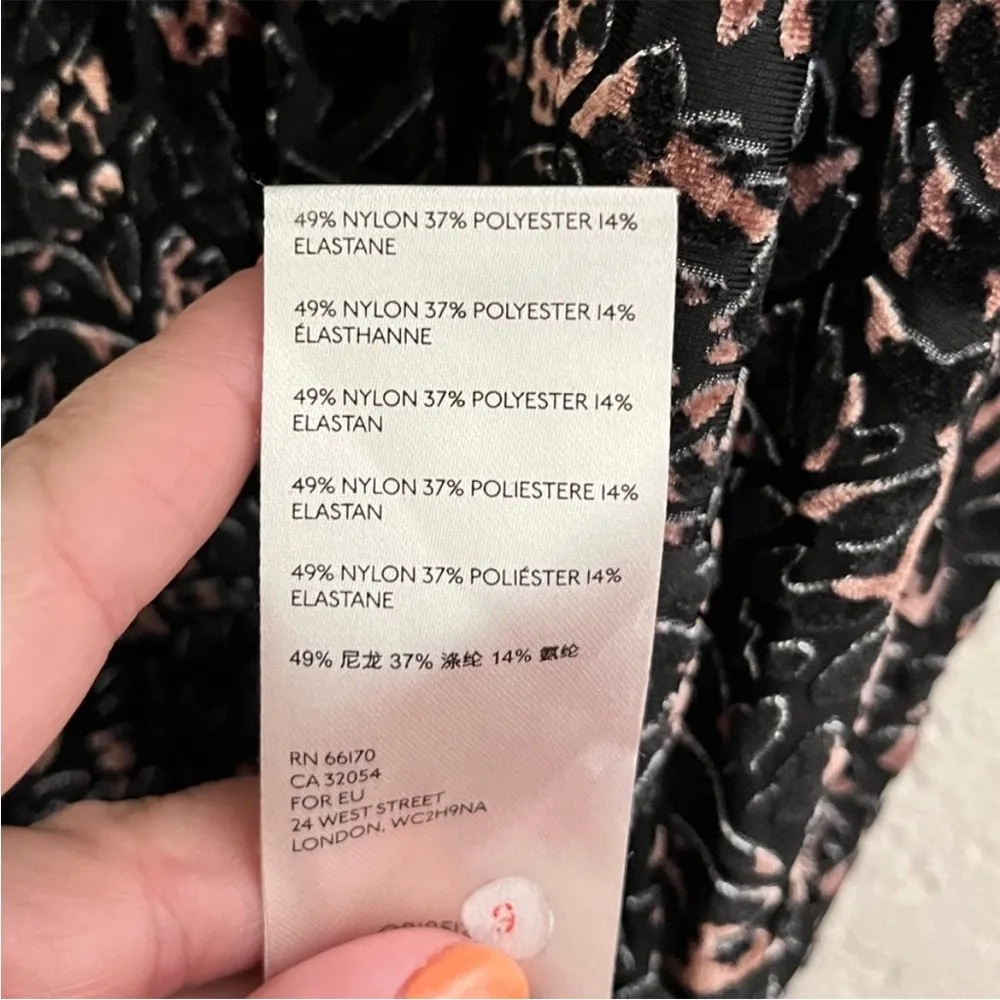 49% NYLON 37% POLYESTER 14%
ELASTANE
49% NYLON 37% POLYESTER 14%
ÉLASTHANNE
49% NYLON 37% POLYESTER 14%
ELASTAN
49% NYLON 37% POLIESTERE 14%
ELASTAN
49% NYLON 37% POLIÉSTER 14%
ELASTANE
49% 尼龙 37% 涤纶 14% 氨纶
RN 66170
CA 32054
FOR EU
24 WEST STREET
LONDON, WC2H9NA